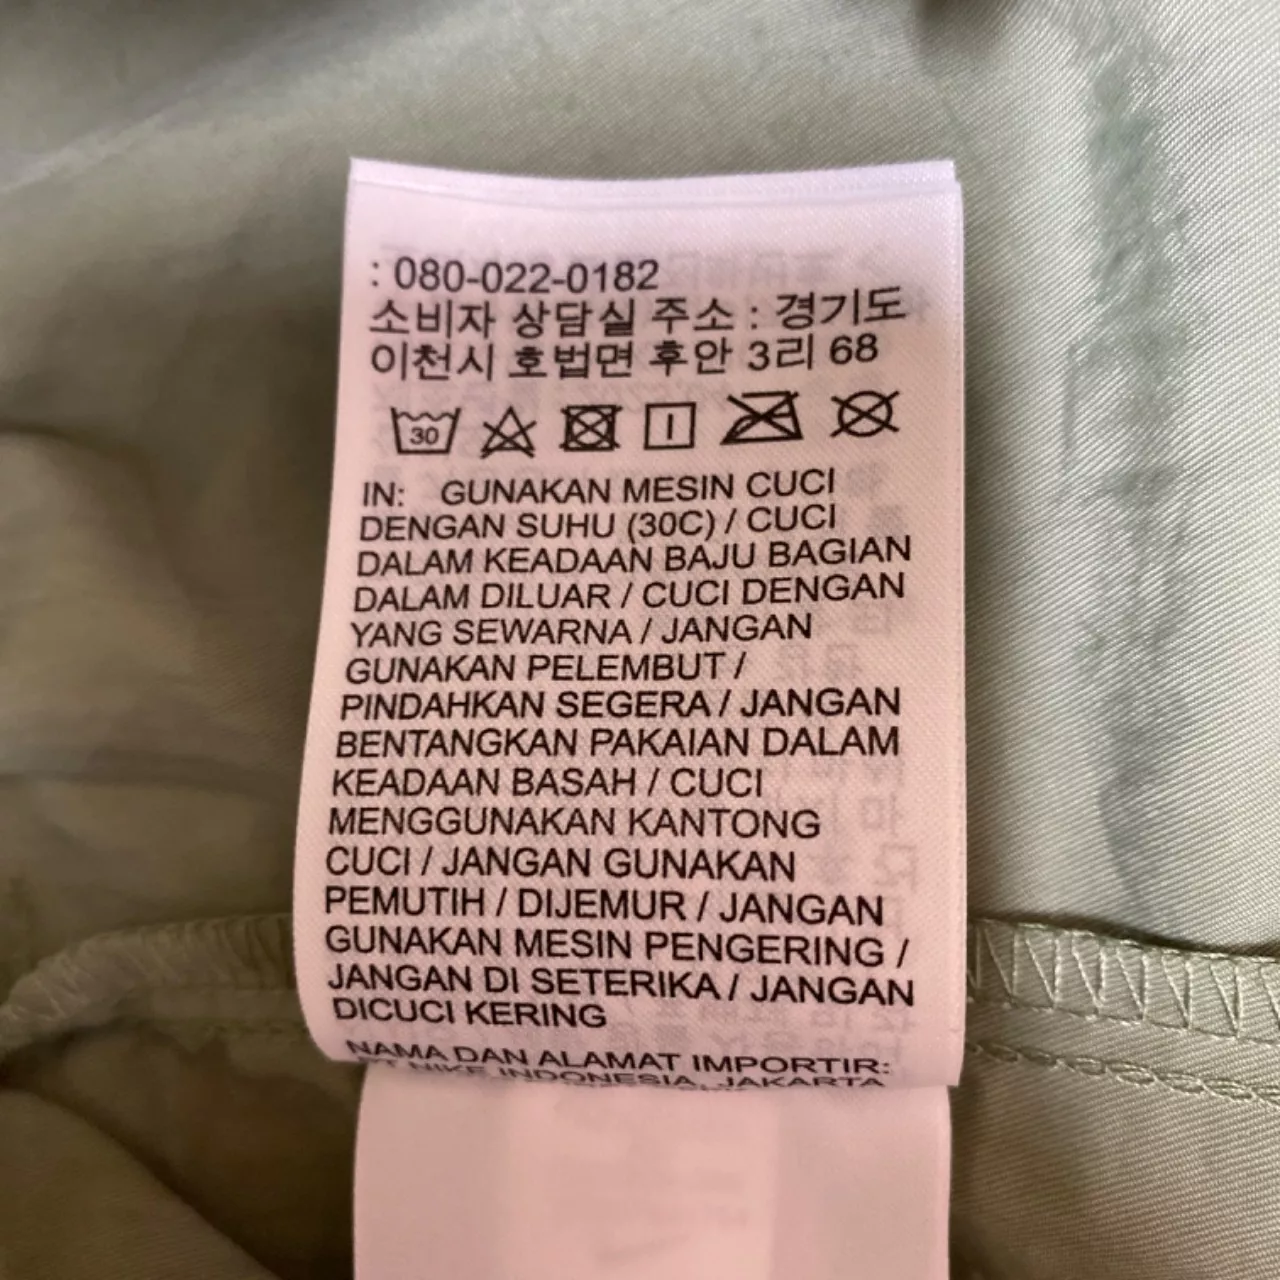 : 080-022-0182
소비자 상담실 주소 : 경기도
이천시 호법면 후안 3리 68
30
IN: GUNAKAN MESIN CUCI
DENGAN SUHU (30C) / CUCI
DALAM KEADAAN BAJU BAGIAN
DALAM DILUAR / CUCI DENGAN
YANG SEWARNA / JANGAN
GUNAKAN PELEMBUT /
PINDAHKAN SEGERA / JANGAN
BENTANGKAN PAKAIAN DALAM
KEADAAN BASAH / CUCI
MENGGUNAKAN KANTONG
CUCI / JANGAN GUNAKAN
PEMUTIH / DIJEMUR / JANGAN
GUNAKAN MESIN PENGERING /
JANGAN DI SETERIKA / JANGAN
DICUCI KERING
NAMA DAN ALAMAT IMPORTIR:
PT NIKE INDONESIA, JAKARTA